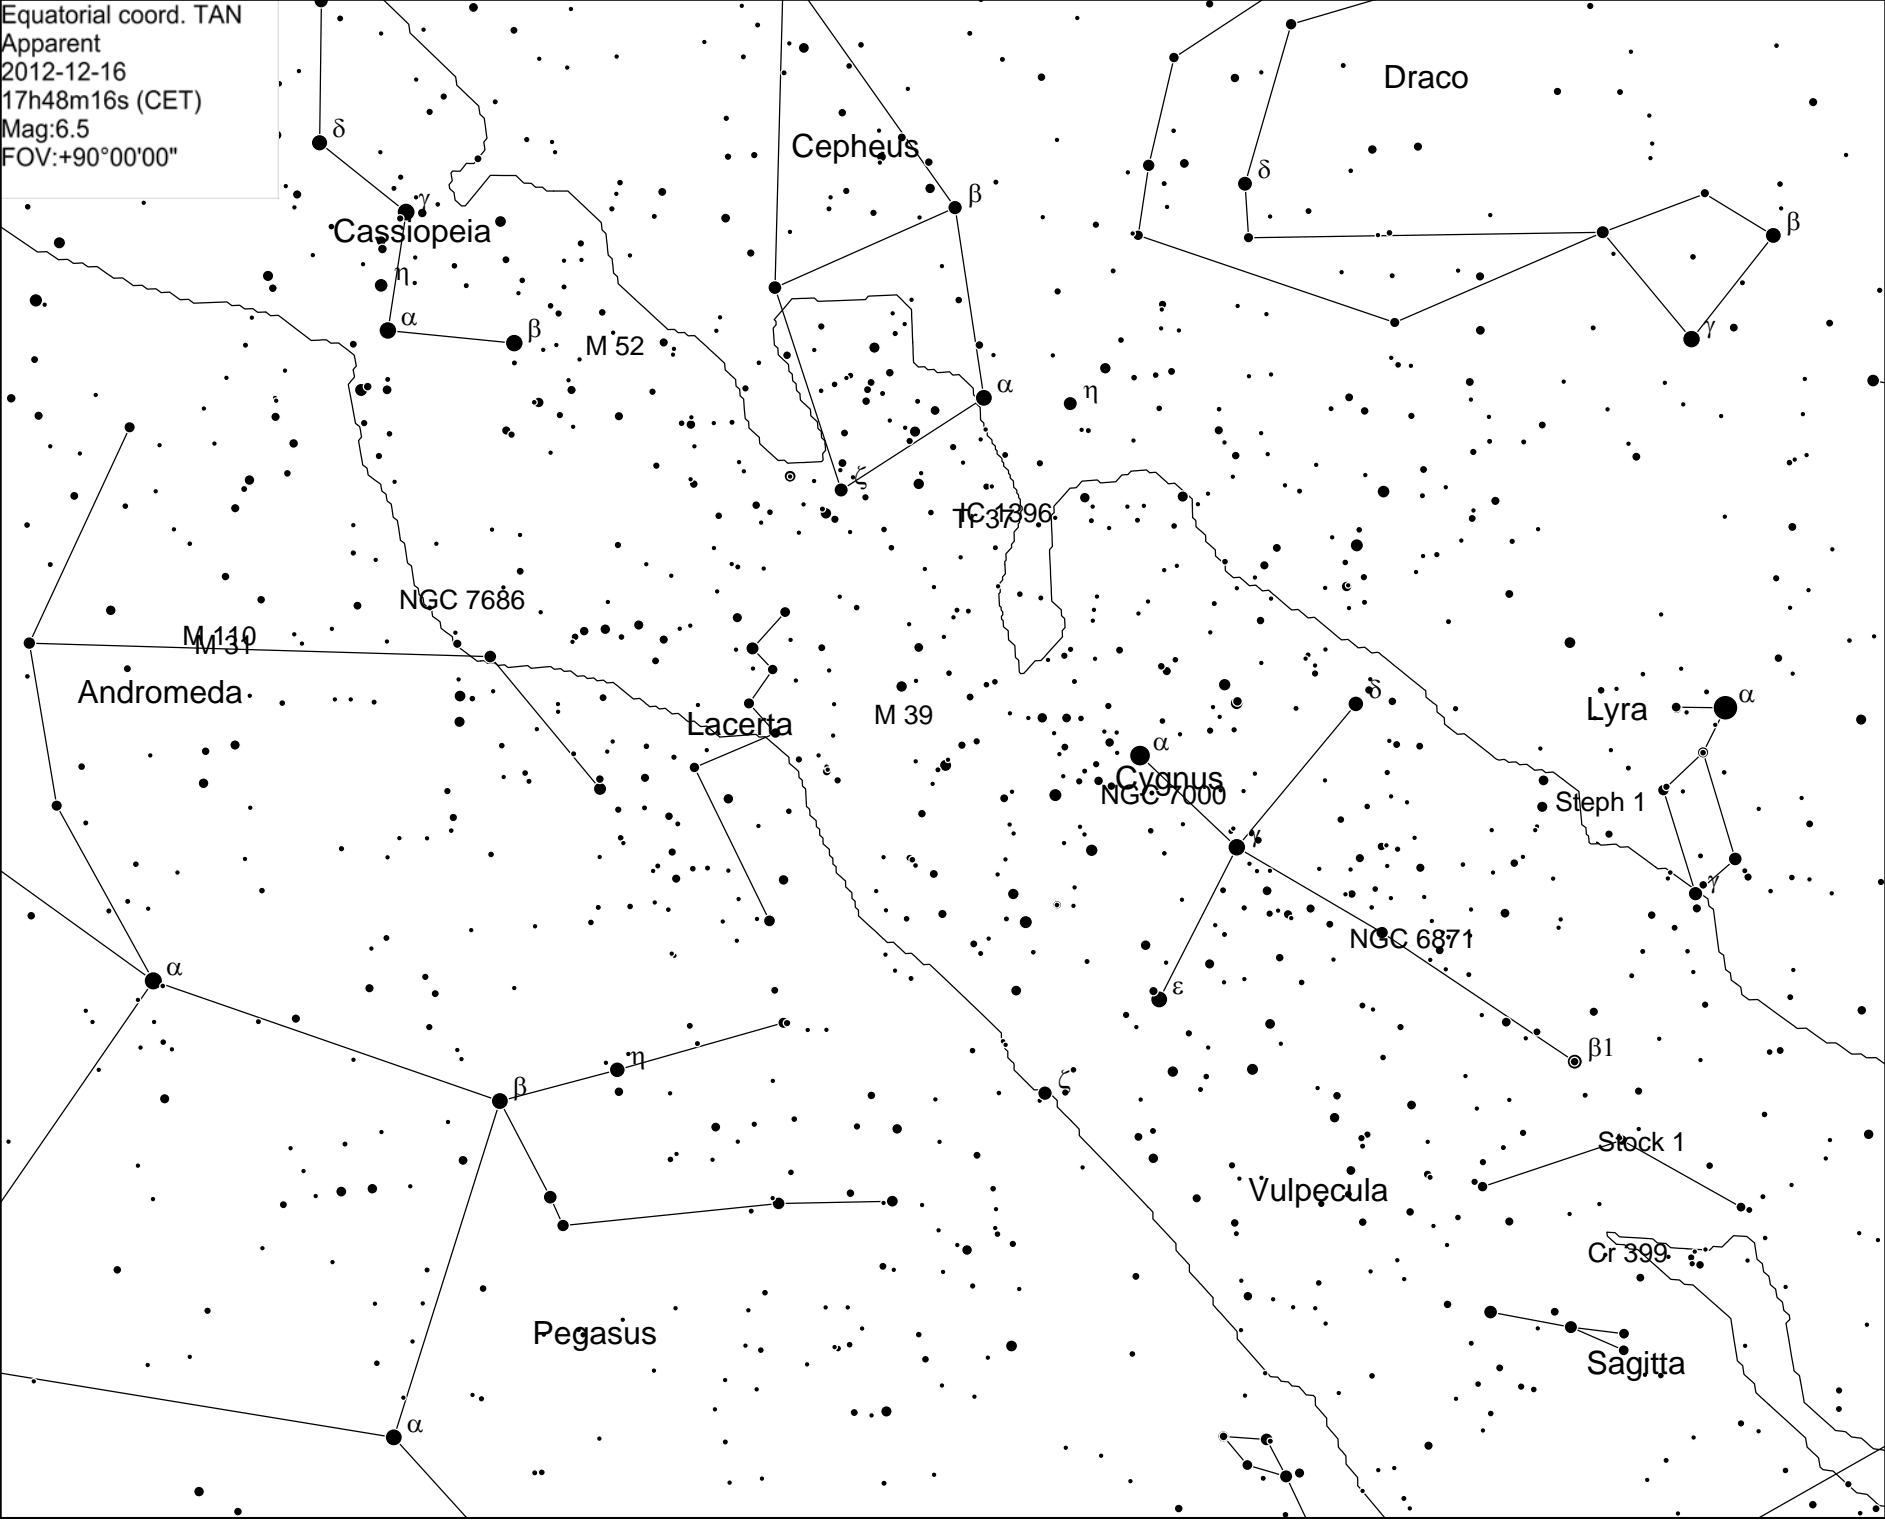 Equatorial coord. TAN
Apparent
2012-12-16
17h48m16s (CET)
Mag:6.5
FOV:+90°00'00"
Draco
δ
Cepheus
δ
γ
β
β
Cassiopeia
η
α
β
M 52
γ
α
η
ζ
IC 1396
Tr 37
NGC 7686
M 110
M 31
Andromeda
δ
Lyra
α
Lacerta
M 39
α
Cygnus
NGC 7000
Steph 1
γ
γ
NGC 6871
α
ε
β1
η
β
ζ
Stock 1
Vulpecula
Cr 399
Pegasus
Sagitta
α